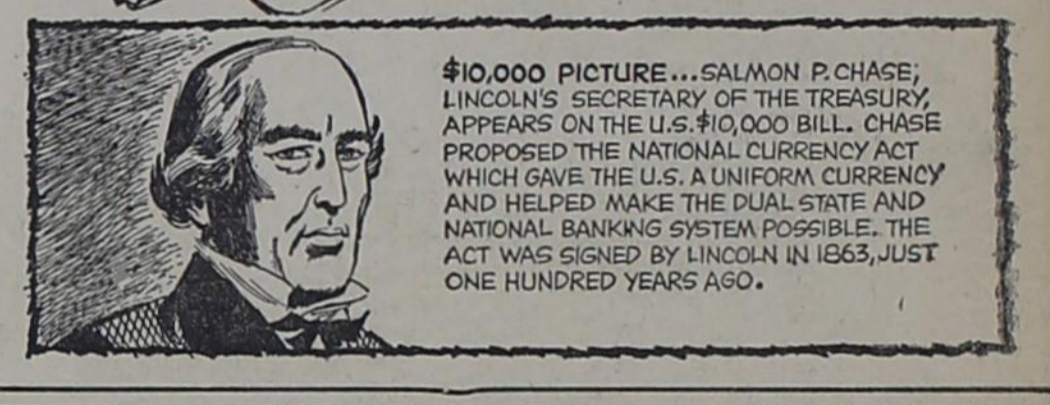 $10,000 PICTURE...SALMON P. CHASE,
LINCOLN'S SECRETARY OF THE TREASURY,
APPEARS ON THE U.S. $10,000 BILL. CHASE
PROPOSED THE NATIONAL CURRENCY ACT
WHICH GAVE THE U.S. A UNIFORM CURRENCY
AND HELPED MAKE THE DUAL STATE AND
NATIONAL BANKING SYSTEM POSSIBLE. THE
ACT WAS SIGNED BY LINCOLN IN 1863, JUST
ONE HUNDRED YEARS AGO.